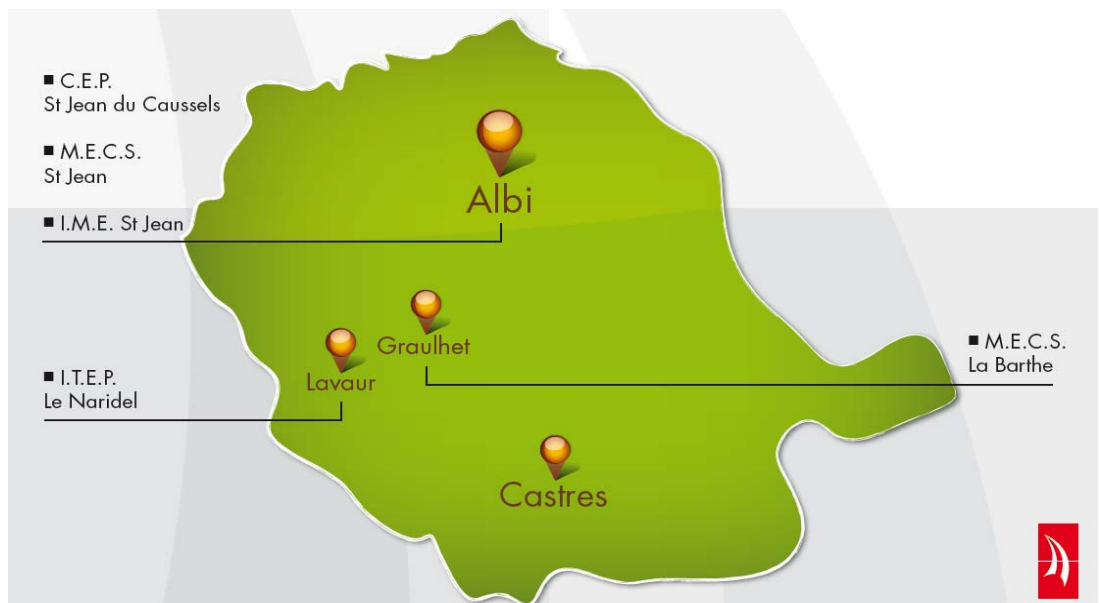 ■ C.E.P.
St Jean du Caussels
■ M.E.C.S.
St Jean
■ I.M.E. St Jean
Albi
Graulhet
Lavaur
■ M.E.C.S.
La Barthe
■ I.T.E.P.
Le Naridel
Castres